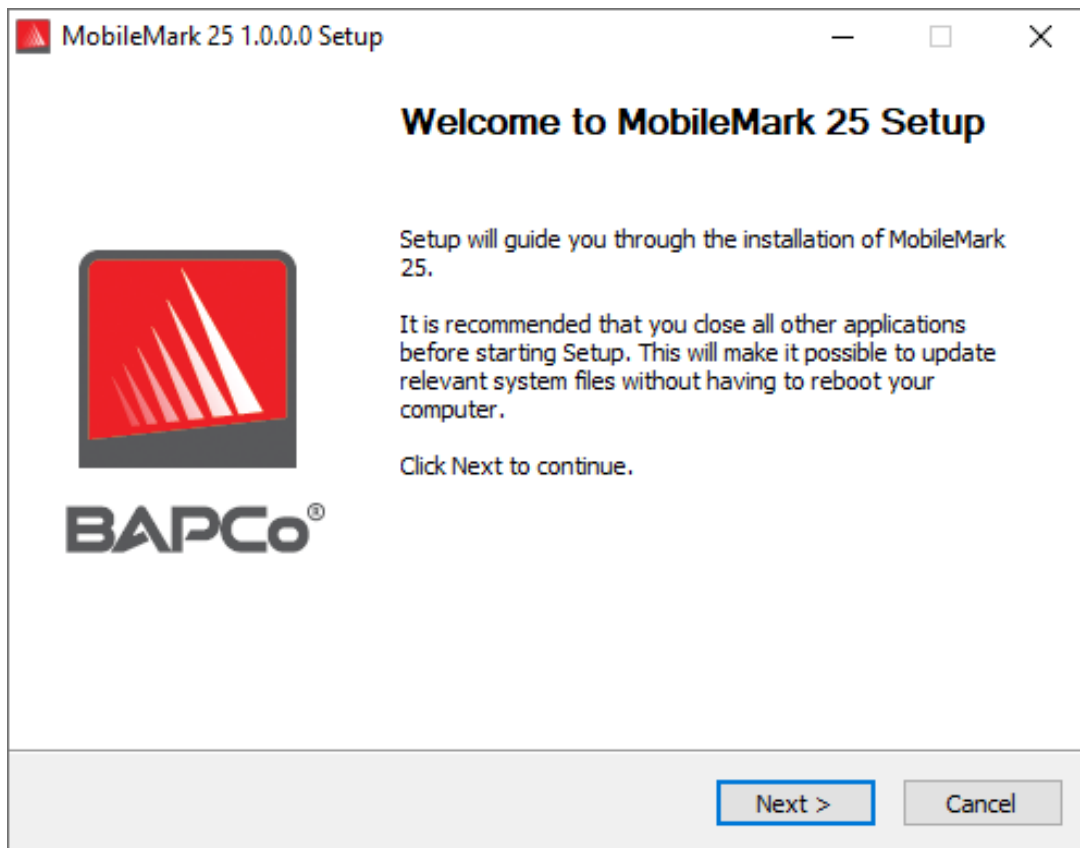 MobileMark 25 1.0.0.0 Setup
Welcome to MobileMark 25 Setup
Setup will guide you through the installation of MobileMark
25.
It is recommended that you close all other applications
before starting Setup. This will make it possible to update
relevant system files without having to reboot your
computer.
Click Next to continue.
BAPCo®
Next >
Cancel